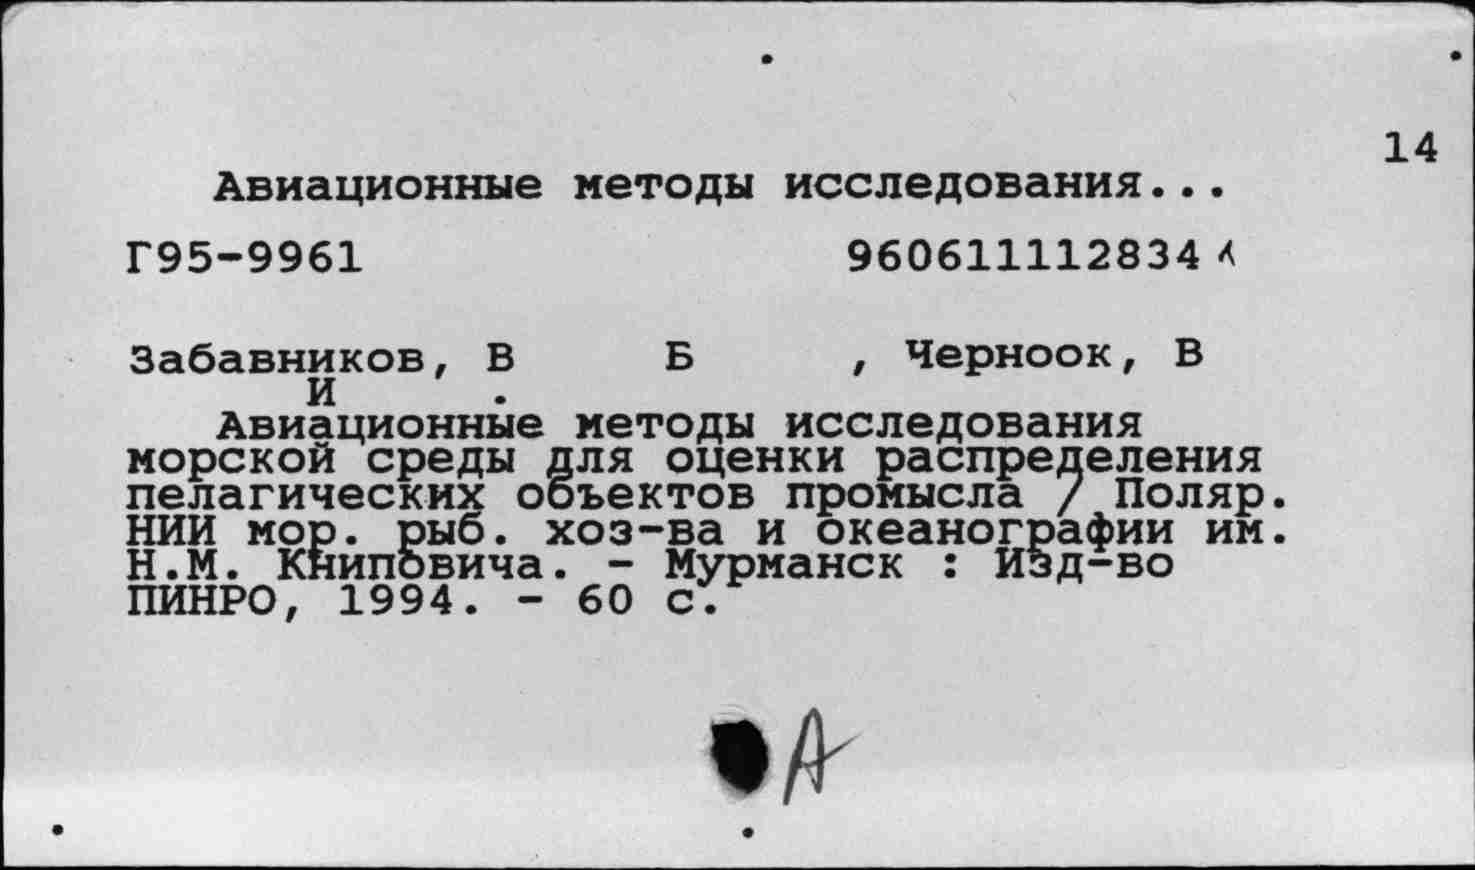 14
Авиационные методы исследования...
Г95-9961 960611112834
Забавников, В Б , Черноок, В
И .
Авиационные методы исследования
морской среды для оценки распределения
пелагических объектов промысла / Поляр.
НИИ мор. рыб. хоз-ва и океанографии им.
Н.М. Книповича. - Мурманск : Изд-во
ПИНРО, 1994. - 60 с.
А